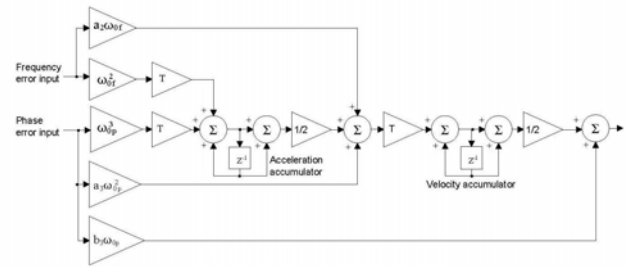 a₂ω₀f
Frequency
error input
ω²₀f
T
Phase
error input
ω³₀p
T
Σ
Σ
1/2
Σ
T
Σ
Σ
1/2
Σ
Z⁻¹
Acceleration
accumulator
Z⁻¹
Velocity accumulator
a₃ω²₀p
b₃ω₀p
+
+
+
+
+
+
+
+
+
+
+
+
+
+